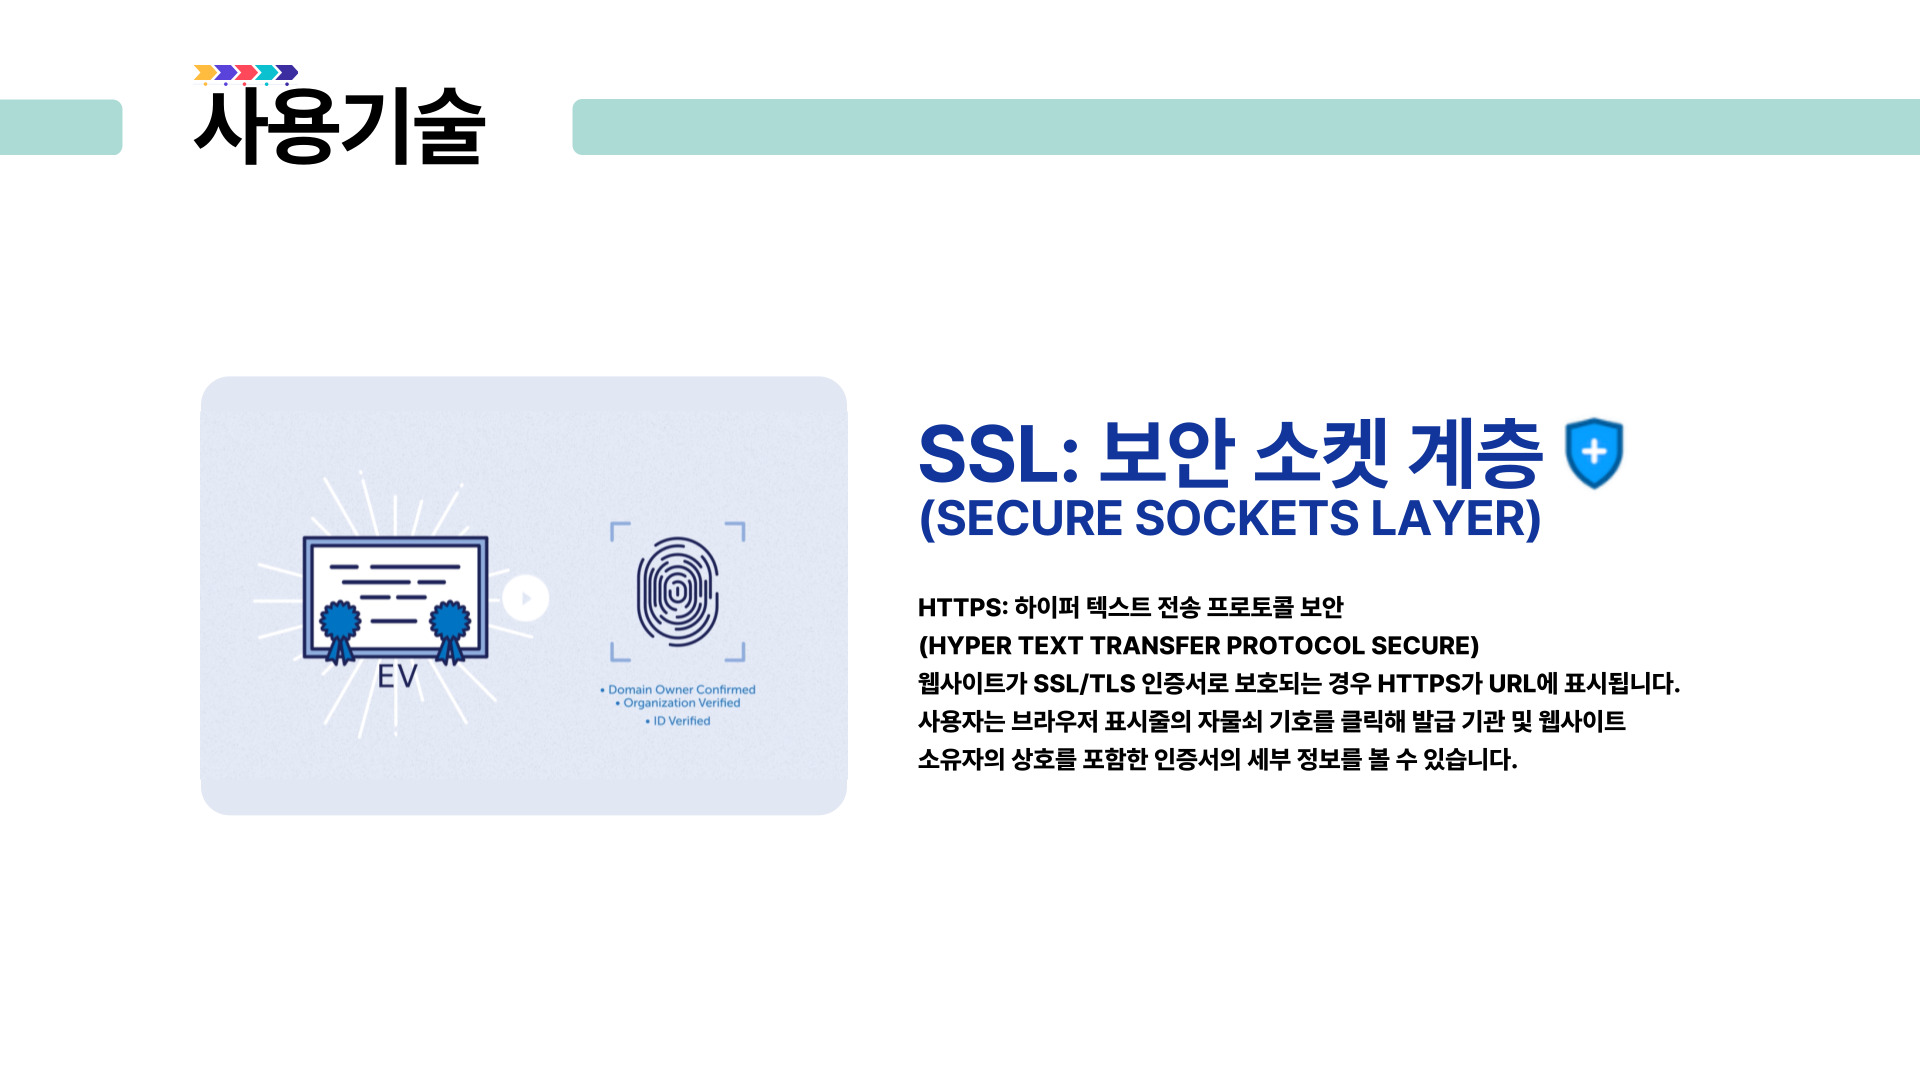 사용기술
EV
• Domain Owner Confirmed
• Organization Verified
• ID Verified
SSL: 보안 소켓 계층
(SECURE SOCKETS LAYER)
HTTPS: 하이퍼 텍스트 전송 프로토콜 보안
(HYPER TEXT TRANSFER PROTOCOL SECURE)
웹사이트가 SSL/TLS 인증서로 보호되는 경우 HTTPS가 URL에 표시됩니다.
사용자는 브라우저 표시줄의 자물쇠 기호를 클릭해 발급 기관 및 웹사이트
소유자의 상호를 포함한 인증서의 세부 정보를 볼 수 있습니다.